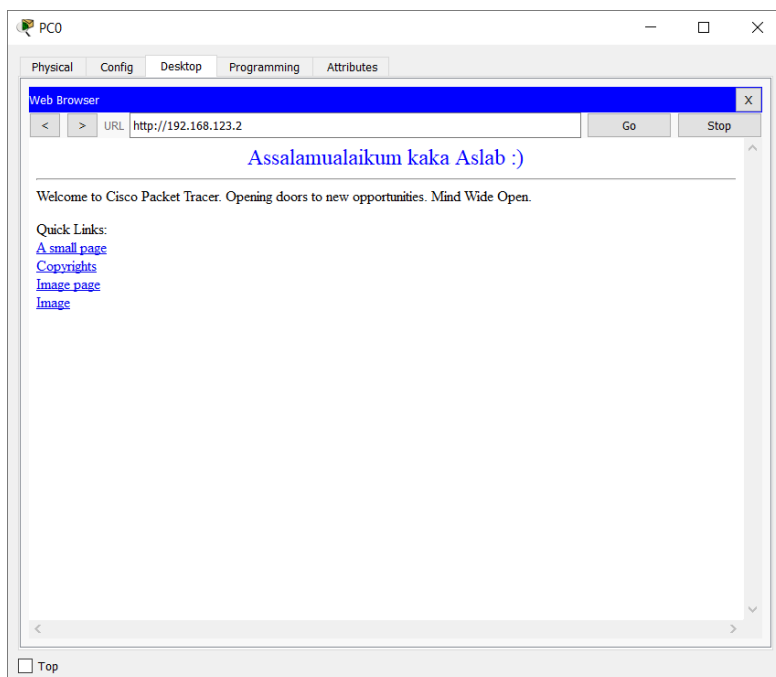 PC0
Physical Config Desktop Programming Attributes
Web Browser X
< > URL http://192.168.123.2 Go Stop
Assalamualaikum kaka Aslab :)
Welcome to Cisco Packet Tracer. Opening doors to new opportunities. Mind Wide Open.
Quick Links:
A small page
Copyrights
Image page
Image
Top